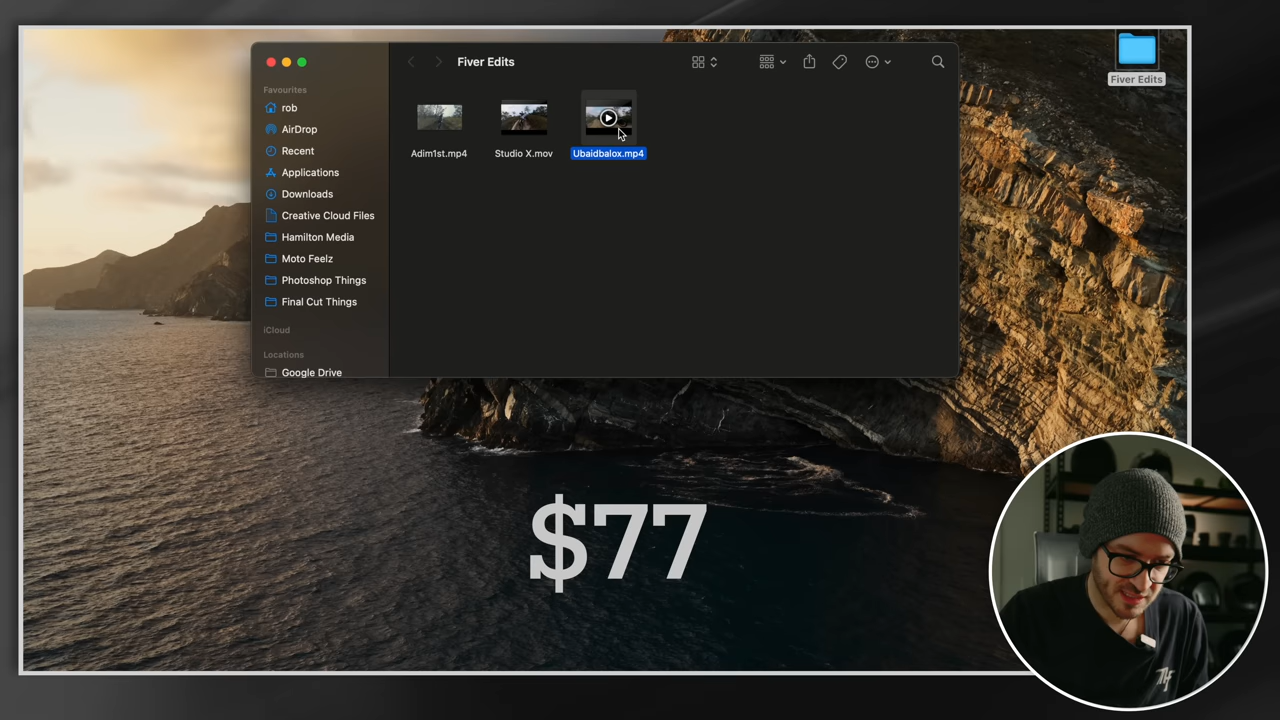 Fiver Edits
Fiver Edits
Favourites
rob
AirDrop
Recent
Applications
Downloads
Creative Cloud Files
Hamilton Media
Moto Feelz
Photoshop Things
Final Cut Things
iCloud
Locations
Google Drive
Adim1st.mp4
Studio X.mov
Ubaidbalox.mp4
$77